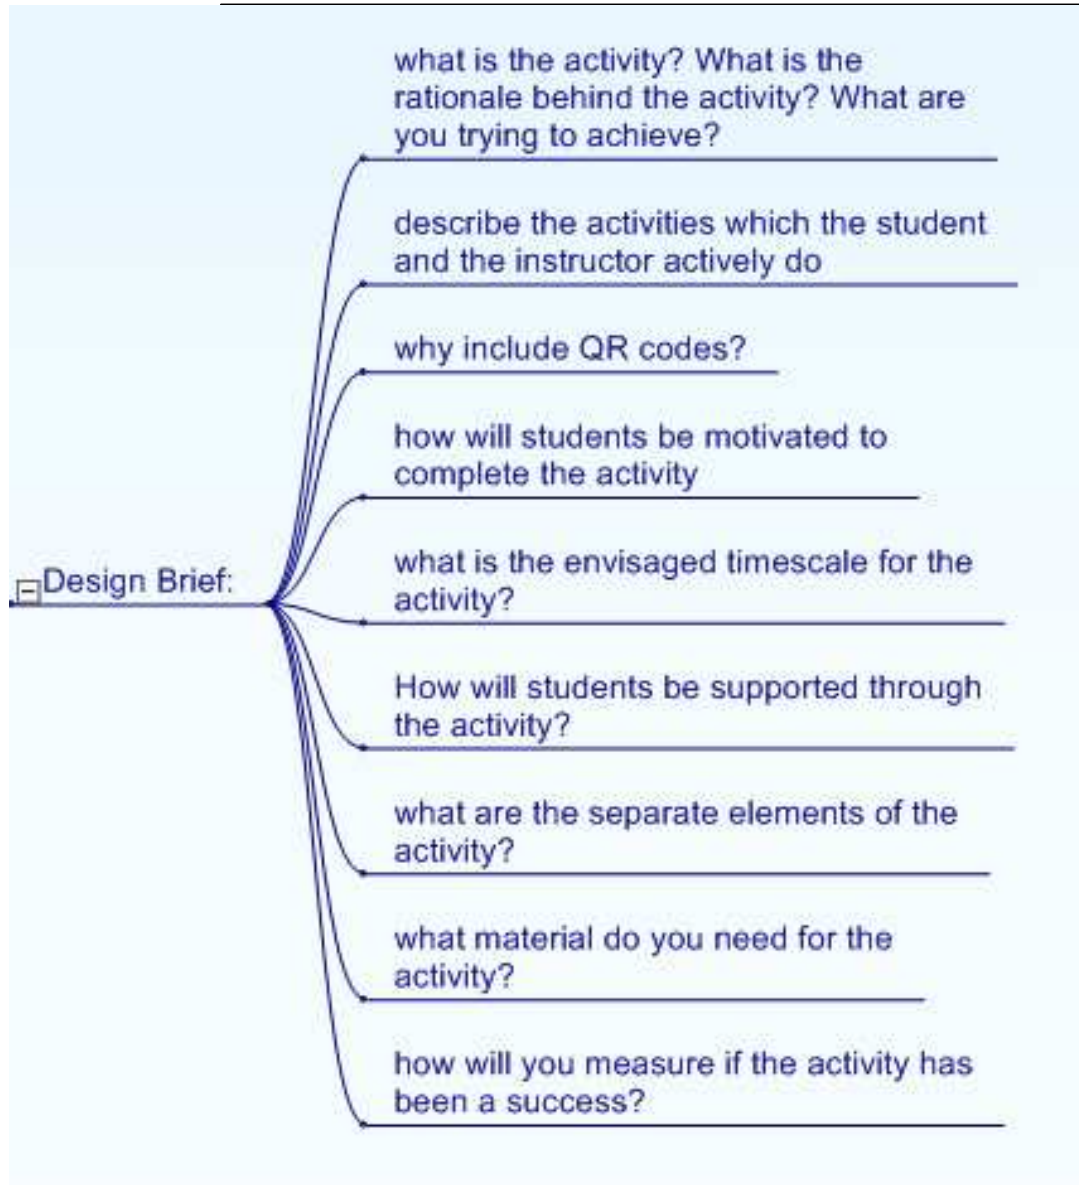 what is the activity? What is the
rationale behind the activity? What are
you trying to achieve?
describe the activities which the student
and the instructor actively do
why include QR codes?
how will students be motivated to
complete the activity
what is the envisaged timescale for the
activity?
Design Brief:
How will students be supported through
the activity?
what are the separate elements of the
activity?
what material do you need for the
activity?
how will you measure if the activity has
been a success?